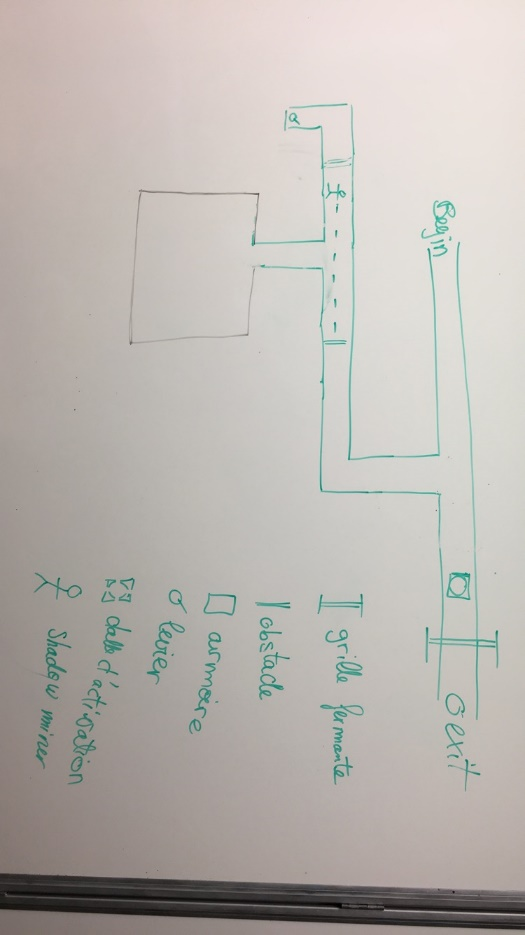 Begin
exit
grille fermante
obstacle
armoire
levier
dalle d'activation
Shadow miner